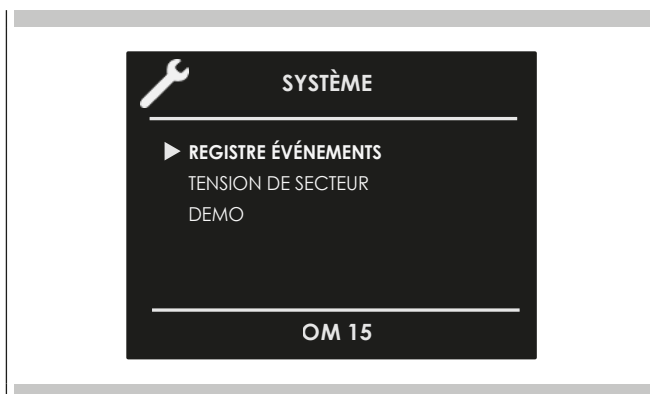 SYSTÈME
REGISTRE ÉVÉNEMENTS
TENSION DE SECTEUR
DEMO
OM 15